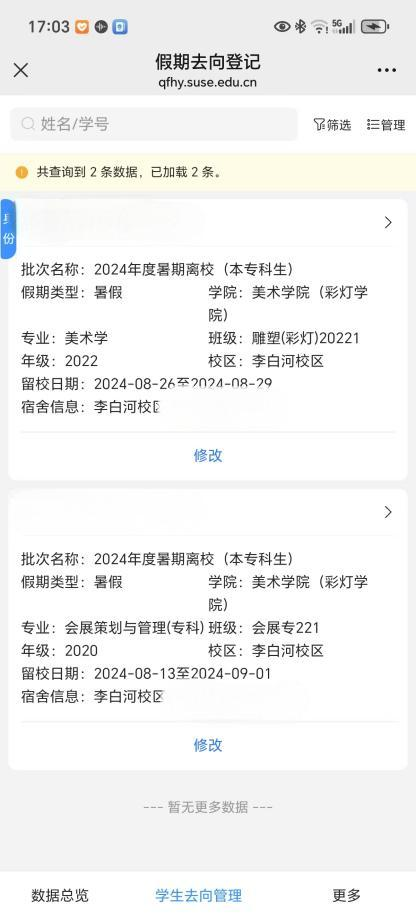 17:03
5G
假期去向登记
qfhy.suse.edu.cn
姓名/学号
筛选
管理
共查询到 2 条数据，已加载 2 条。
身份
批次名称：2024年度暑期离校（本专科生）
假期类型：暑假 学院：美术学院（彩灯学
院）
专业：美术学 班级：雕塑(彩灯)20221
年级：2022 校区：李白河校区
留校日期：2024-08-26至2024-08-29
宿舍信息：李白河校区
修改
批次名称：2024年度暑期离校（本专科生）
假期类型：暑假 学院：美术学院（彩灯学
院）
专业：会展策划与管理(专科) 班级：会展专221
年级：2020 校区：李白河校区
留校日期：2024-08-13至2024-09-01
宿舍信息：李白河校区
修改
--- 暂无更多数据 ---
数据总览 学生去向管理 更多